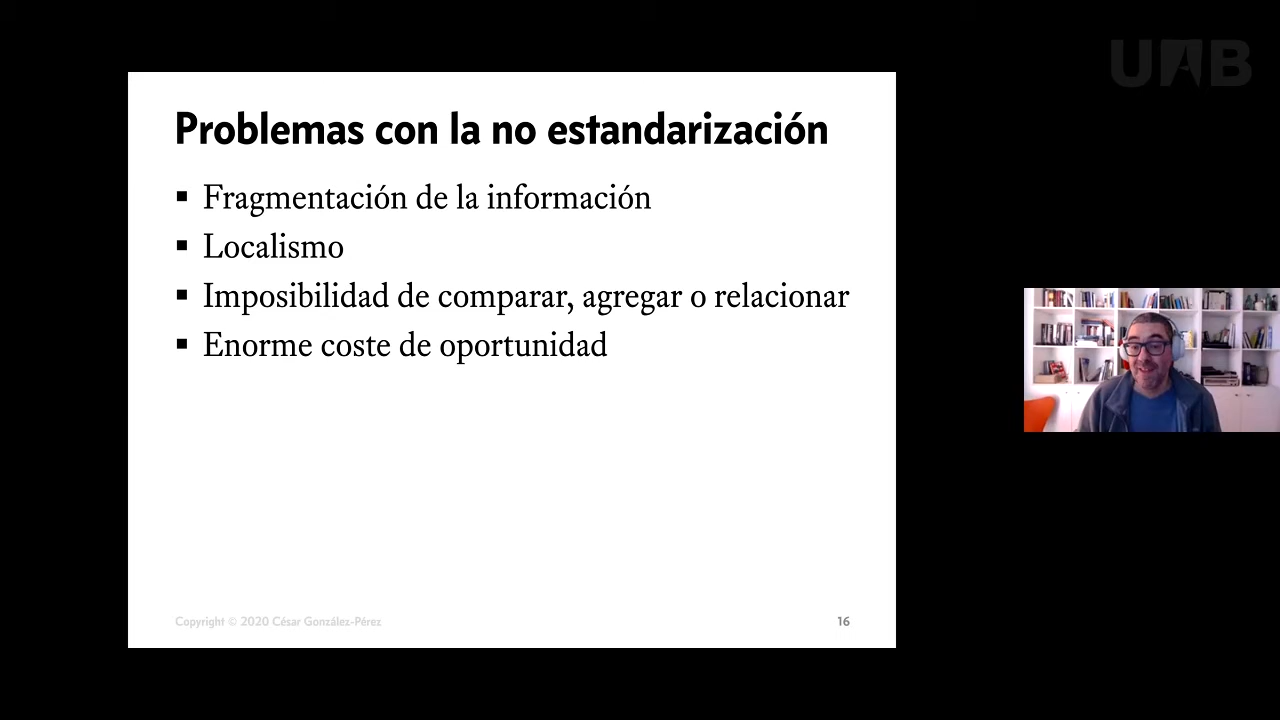 UAB
Problemas con la no estandarización
▪ Fragmentación de la información
▪ Localismo
▪ Imposibilidad de comparar, agregar o relacionar
▪ Enorme coste de oportunidad
Copyright © 2020 César González-Pérez
16